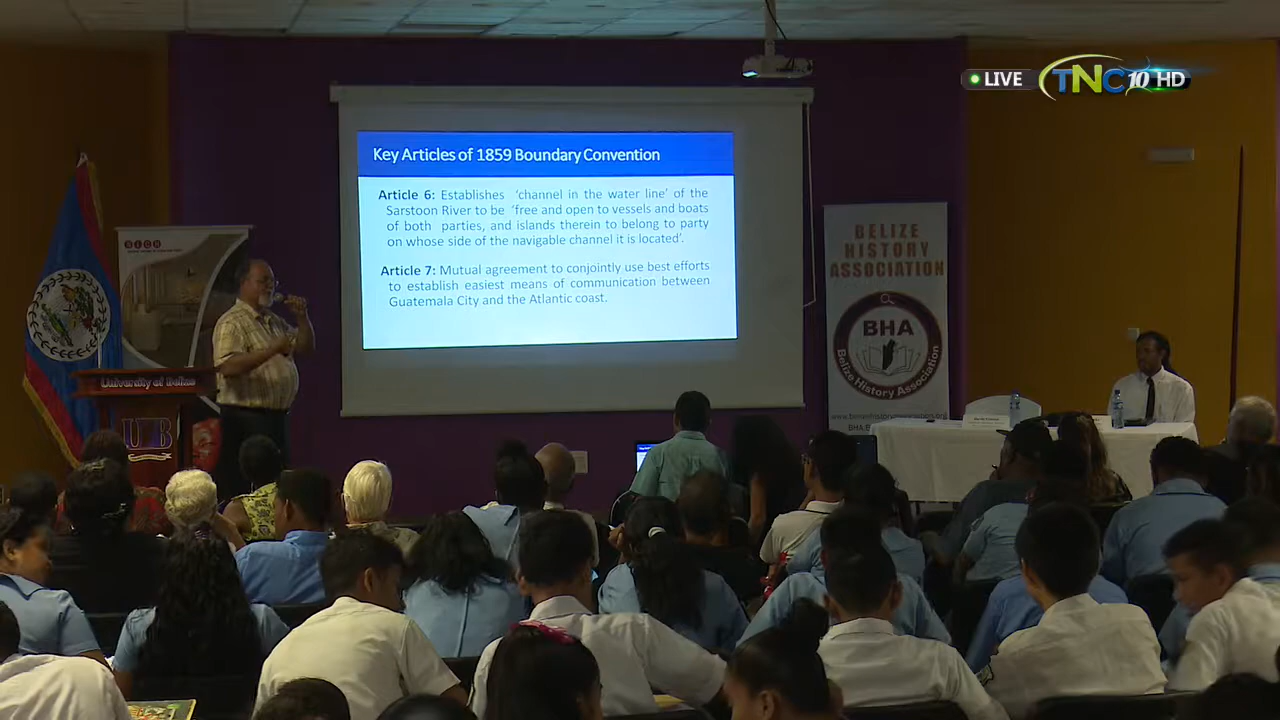 LIVE TNC 10 HD
Key Articles of 1859 Boundary Convention
Article 6: Establishes 'channel in the water line' of the
Sarstoon River to be 'free and open to vessels and boats
of both parties, and islands therein to belong to party
on whose side of the navigable channel it is located'.
Article 7: Mutual agreement to conjointly use best efforts
to establish easiest means of communication between
Guatemala City and the Atlantic coast.
BELIZE
HISTORY
ASSOCIATION
BHA
Belize History Association
University of Belize
UB